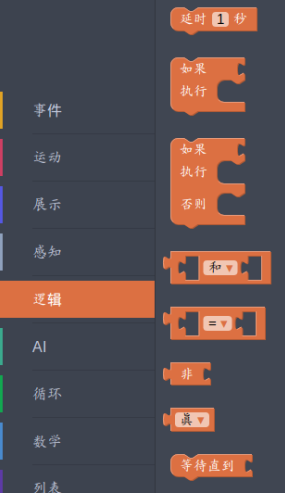 事件
运动
展示
感知
逻辑
AI
循环
数学
列表
延时 1 秒
如果
执行
如果
执行
否则
和
=
非
真
等待直到